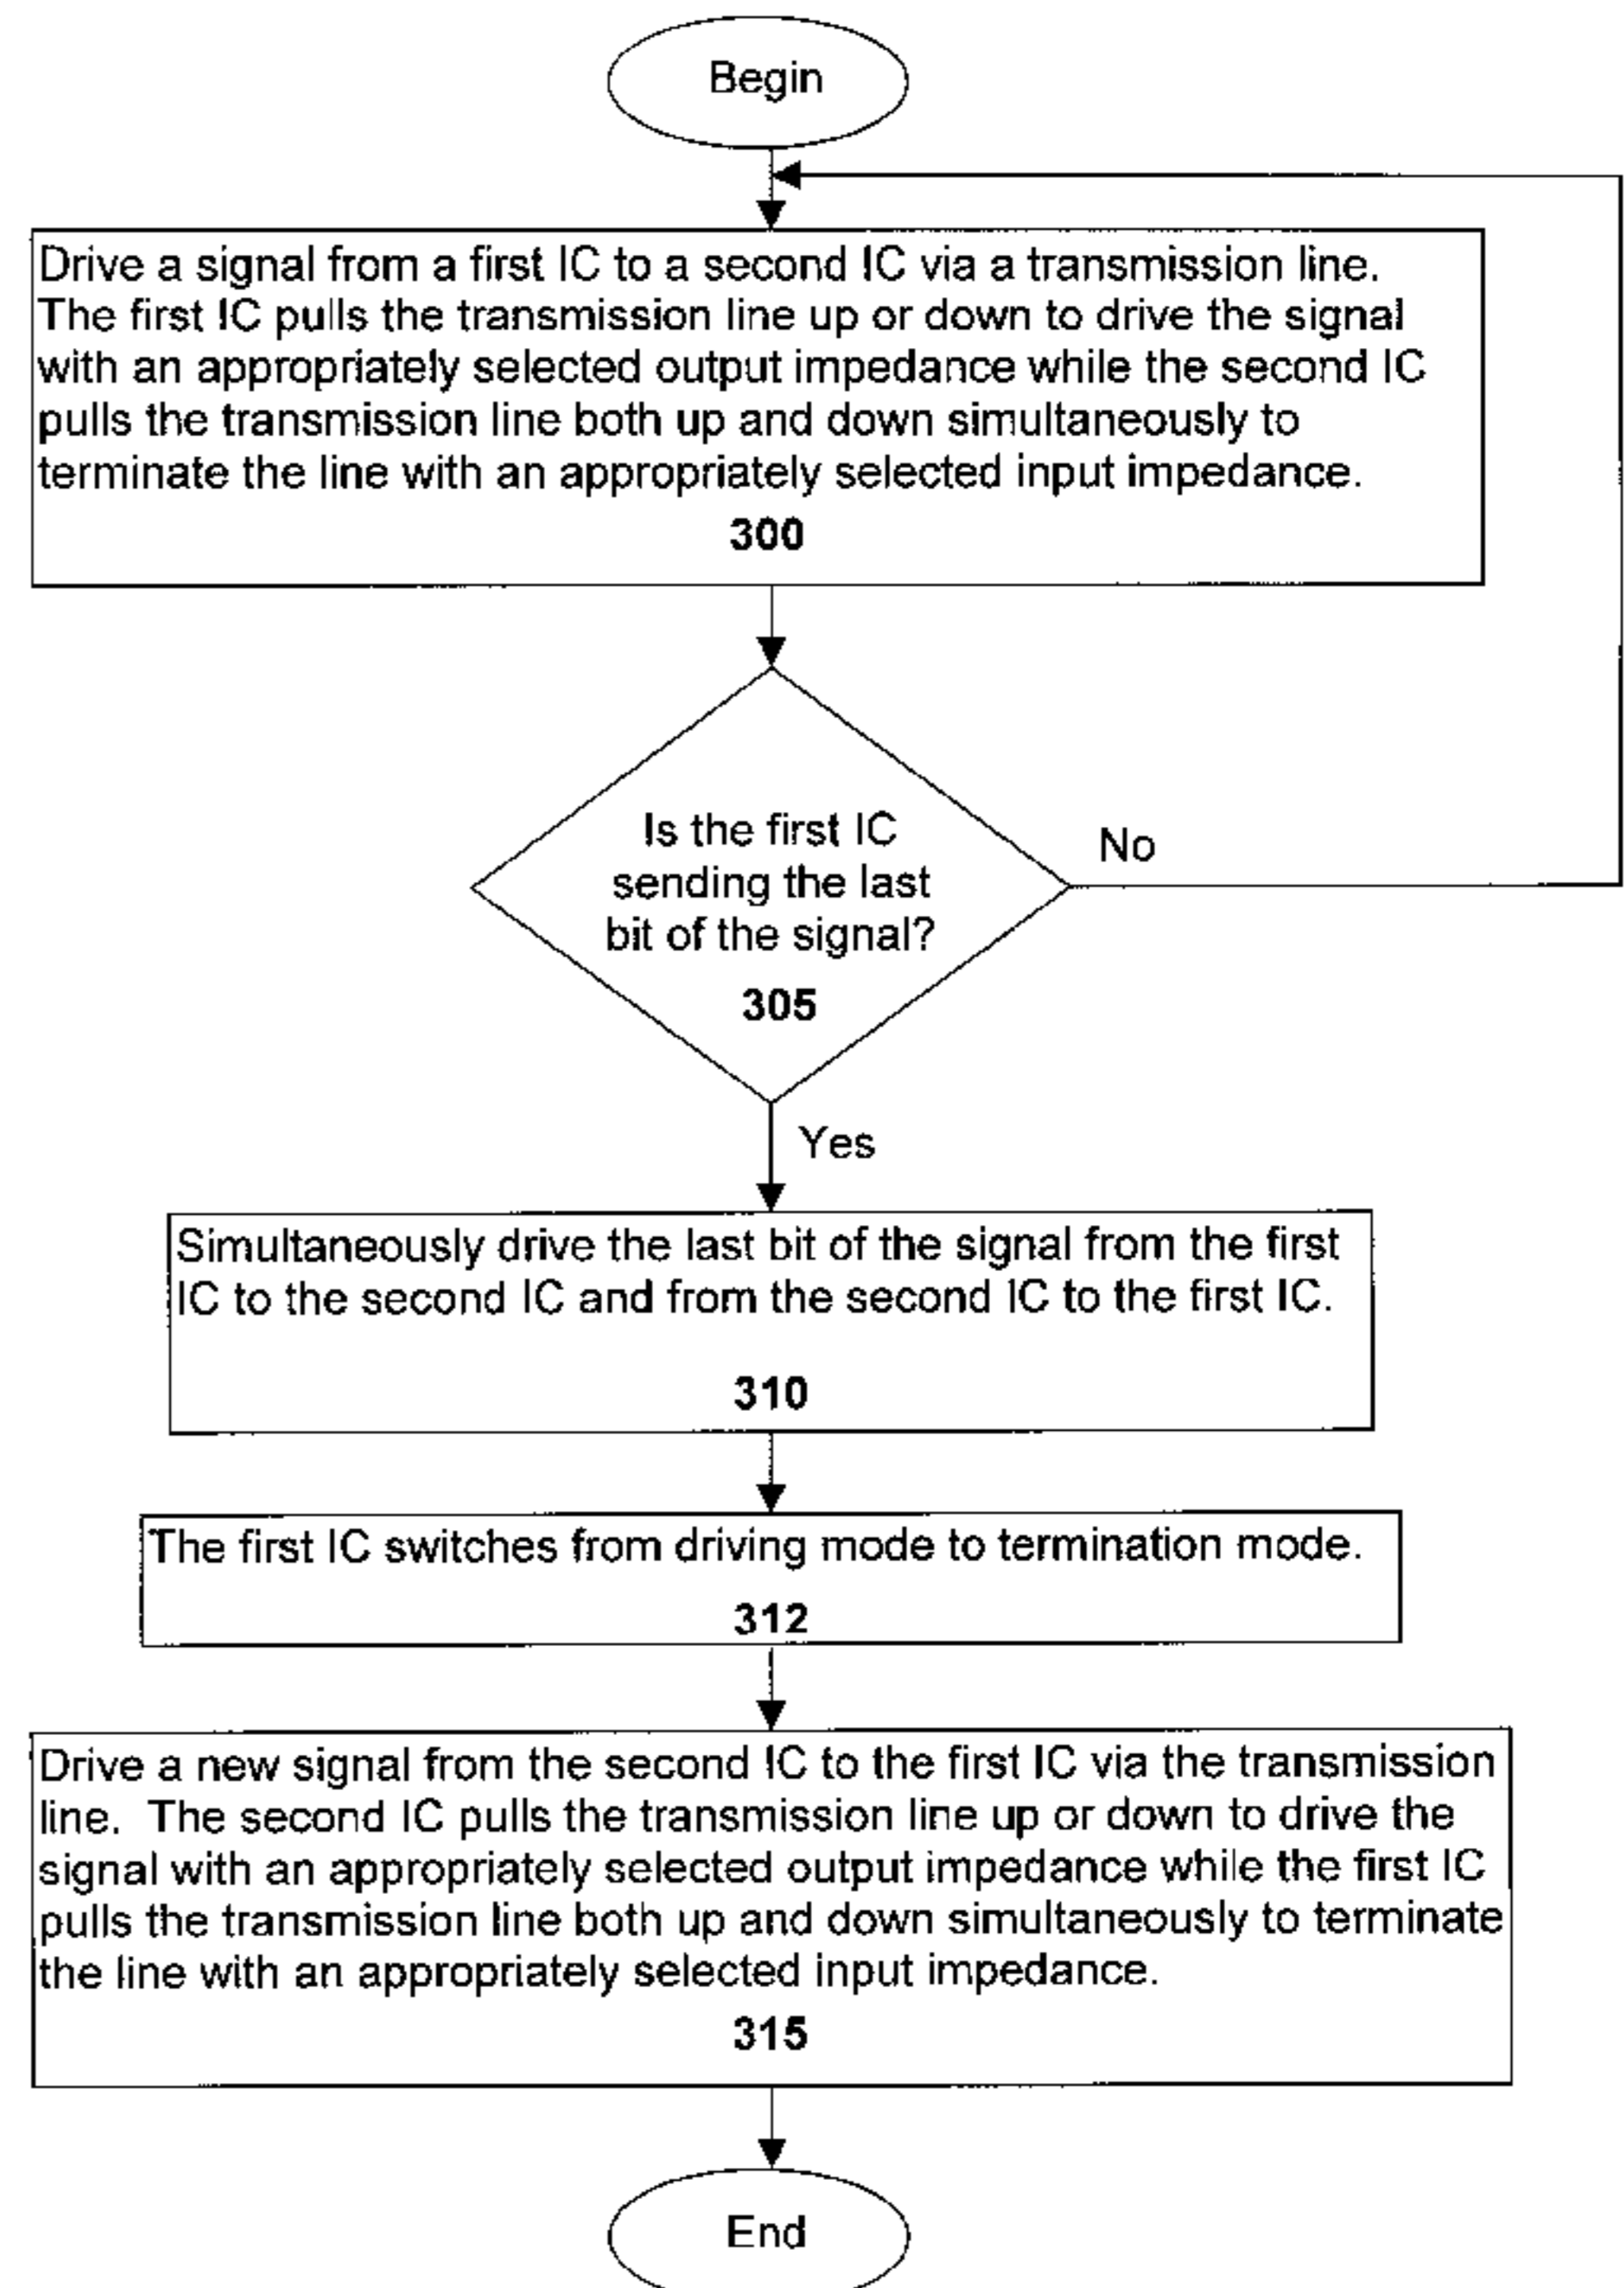 Begin
Drive a signal from a first IC to a second IC via a transmission line.
The first IC pulls the transmission line up or down to drive the signal
with an appropriately selected output impedance while the second IC
pulls the transmission line both up and down simultaneously to
terminate the line with an appropriately selected input impedance.
300
Is the first IC
sending the last
bit of the signal?
305
No
Yes
Simultaneously drive the last bit of the signal from the first
IC to the second IC and from the second IC to the first IC.
310
The first IC switches from driving mode to termination mode.
312
Drive a new signal from the second IC to the first IC via the transmission
line. The second IC pulls the transmission line up or down to drive the
signal with an appropriately selected output impedance while the first IC
pulls the transmission line both up and down simultaneously to terminate
the line with an appropriately selected input impedance.
315
End